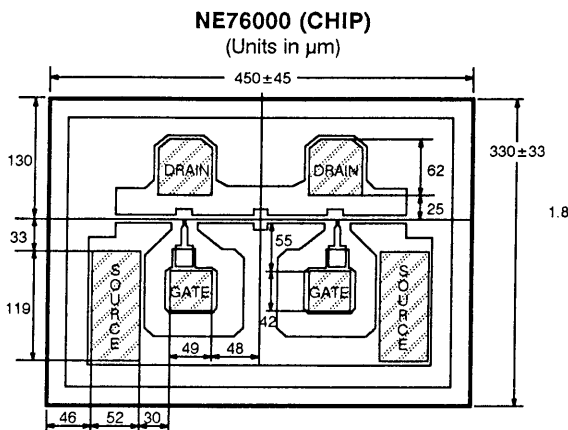 NE76000 (CHIP)
(Units in µm)
450±45
130
DRAIN
DRAIN
62
330±33
25
1.8
33
55
119
SOURCE
GATE
GATE
SOURCE
42
49
48
46
52
30